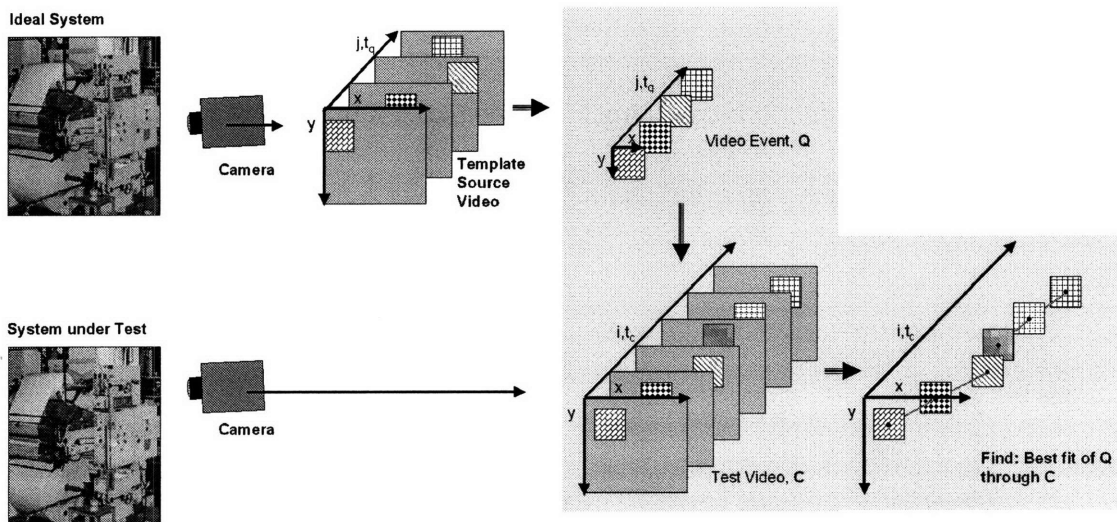 Ideal System
Camera
j,t_q
x
y
Template
Source
Video
j,t_q
x
y
Video Event, Q
System under Test
Camera
i,t_c
x
y
Test Video, C
i,t_c
x
y
Find: Best fit of Q
through C